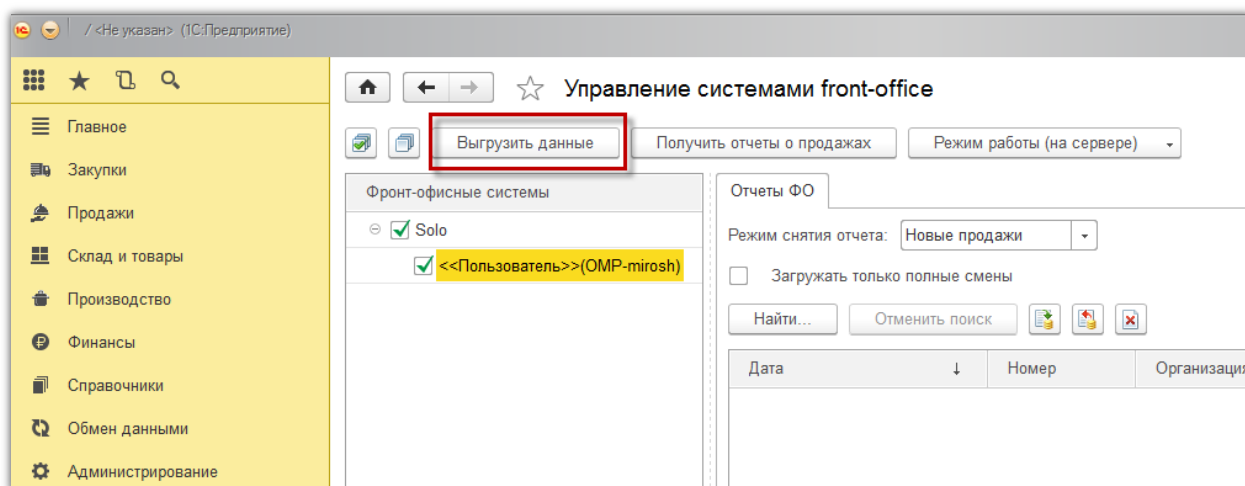 / <Не указан> (1С:Предприятие)
Главное
Закупки
Продажи
Склад и товары
Производство
Финансы
Справочники
Обмен данными
Администрирование
Управление системами front-office
Выгрузить данные Получить отчеты о продажах Режим работы (на сервере)
Фронт-офисные системы
Solo
<<Пользователь>>(OMP-mirosh)
Отчеты ФО
Режим снятия отчета: Новые продажи
Загружать только полные смены
Найти... Отменить поиск
Дата ↓ Номер Организация